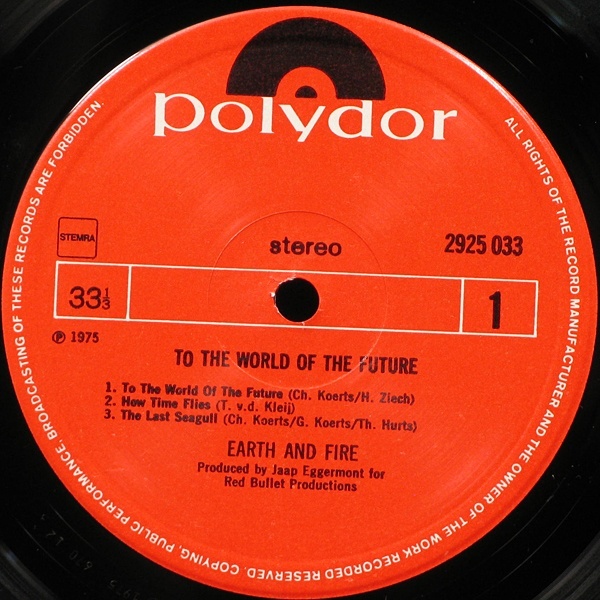 polydor
STEMRA
stereo
2925 033
33⅓
1
℗ 1975
TO THE WORLD OF THE FUTURE
1. To The World Of The Future (Ch. Koerts/H. Ziech)
2. How Time Flies (T. v.d. Kleij)
3. The Last Seagull (Ch. Koerts/G. Koerts/Th. Hurts)
EARTH AND FIRE
Produced by Jaap Eggermont for
Red Bullet Productions
ALL RIGHTS OF THE RECORD MANUFACTURER AND THE OWNER OF THE WORK RECORDED RESERVED. COPYING, PUBLIC PERFORMANCE, BROADCASTING OF THESE RECORDS ARE FORBIDDEN.